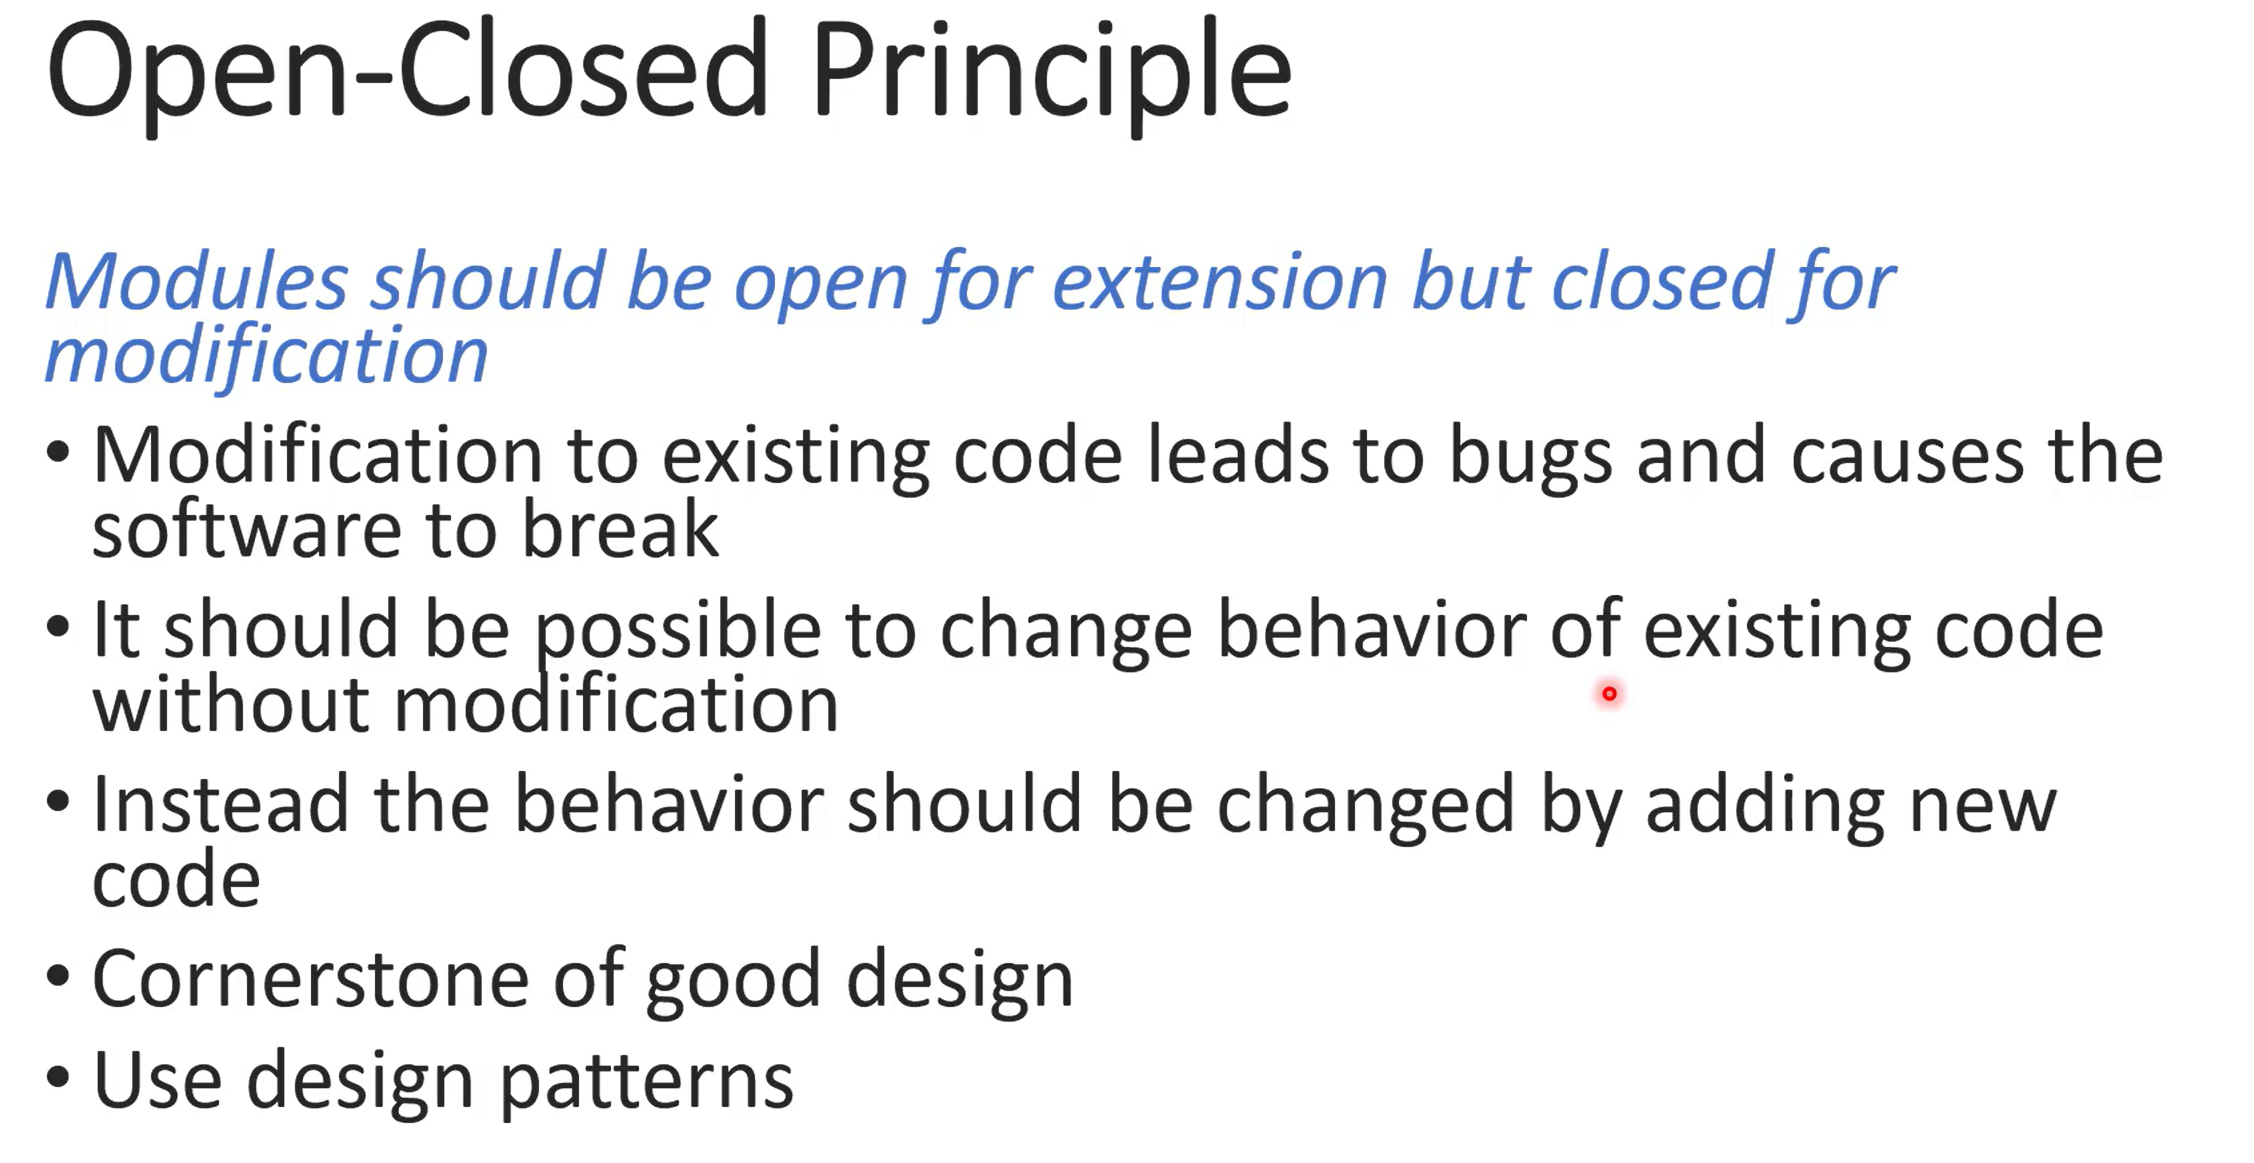 Open-Closed Principle
Modules should be open for extension but closed for
modification
• Modification to existing code leads to bugs and causes the
software to break
• It should be possible to change behavior of existing code
without modification
• Instead the behavior should be changed by adding new
code
• Cornerstone of good design
• Use design patterns